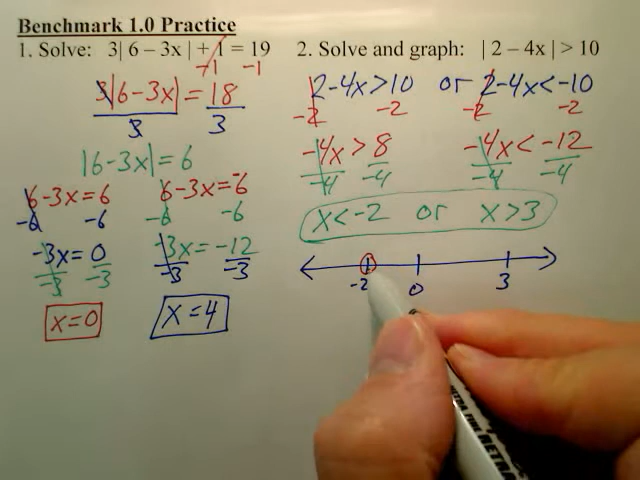 Benchmark 1.0 Practice
1. Solve: 3| 6 – 3x | + 1 = 19
-1 -1
3|6-3x| = 18
3 3
|6-3x| = 6
6-3x=6 6-3x=-6
-6 -6 -6 -6
-3x=0 -3x=-12
-3 -3 -3 -3
x=0 x=4
2. Solve and graph: | 2 – 4x | > 10
2-4x>10 or 2-4x<-10
-2 -2 -2 -2
-4x>8 -4x<-12
-4 -4 -4 -4
x<-2 or x>3
-2 0 3
RETRA